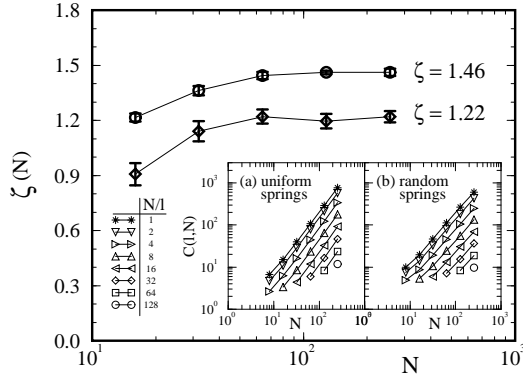 1.8
1.5
1.2
0.9
0.6
0.3
0.0
ζ(N)
ζ = 1.46
ζ = 1.22
N/l
1
2
4
8
16
32
64
128
(a) uniform springs
(b) random springs
C(l,N)
10³
10²
10¹
10⁰
10⁰ 10¹ 10² 10³/10⁰ 10¹ 10² 10³
N N
10¹ 10² 10³
N